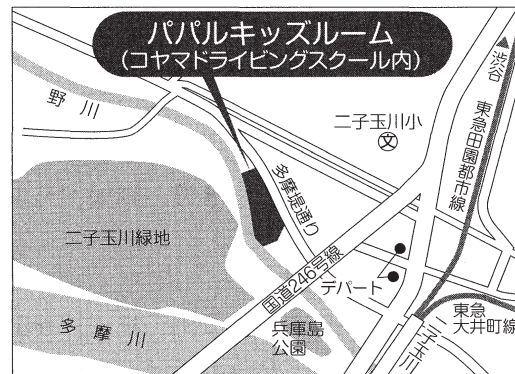 パパルキッズルーム
(コヤマドライビングスクール内)
渋谷
野川
二子玉川小
文
東急田園都市線
多摩堤通り
二子玉川緑地
国道246号線
デパート
多摩川
兵庫島
公園
東急
大井町線
二子玉川